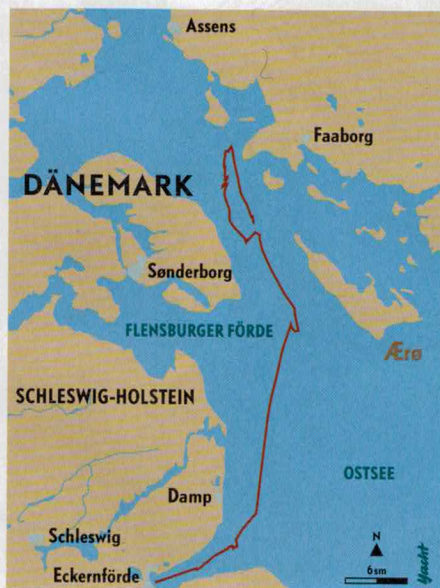 Assens
Faaborg
DÄNEMARK
Sønderborg
FLENSBURGER FÖRDE
Ærø
SCHLESWIG-HOLSTEIN
OSTSEE
Damp
Schleswig
N
Eckernförde
6sm
Yacht